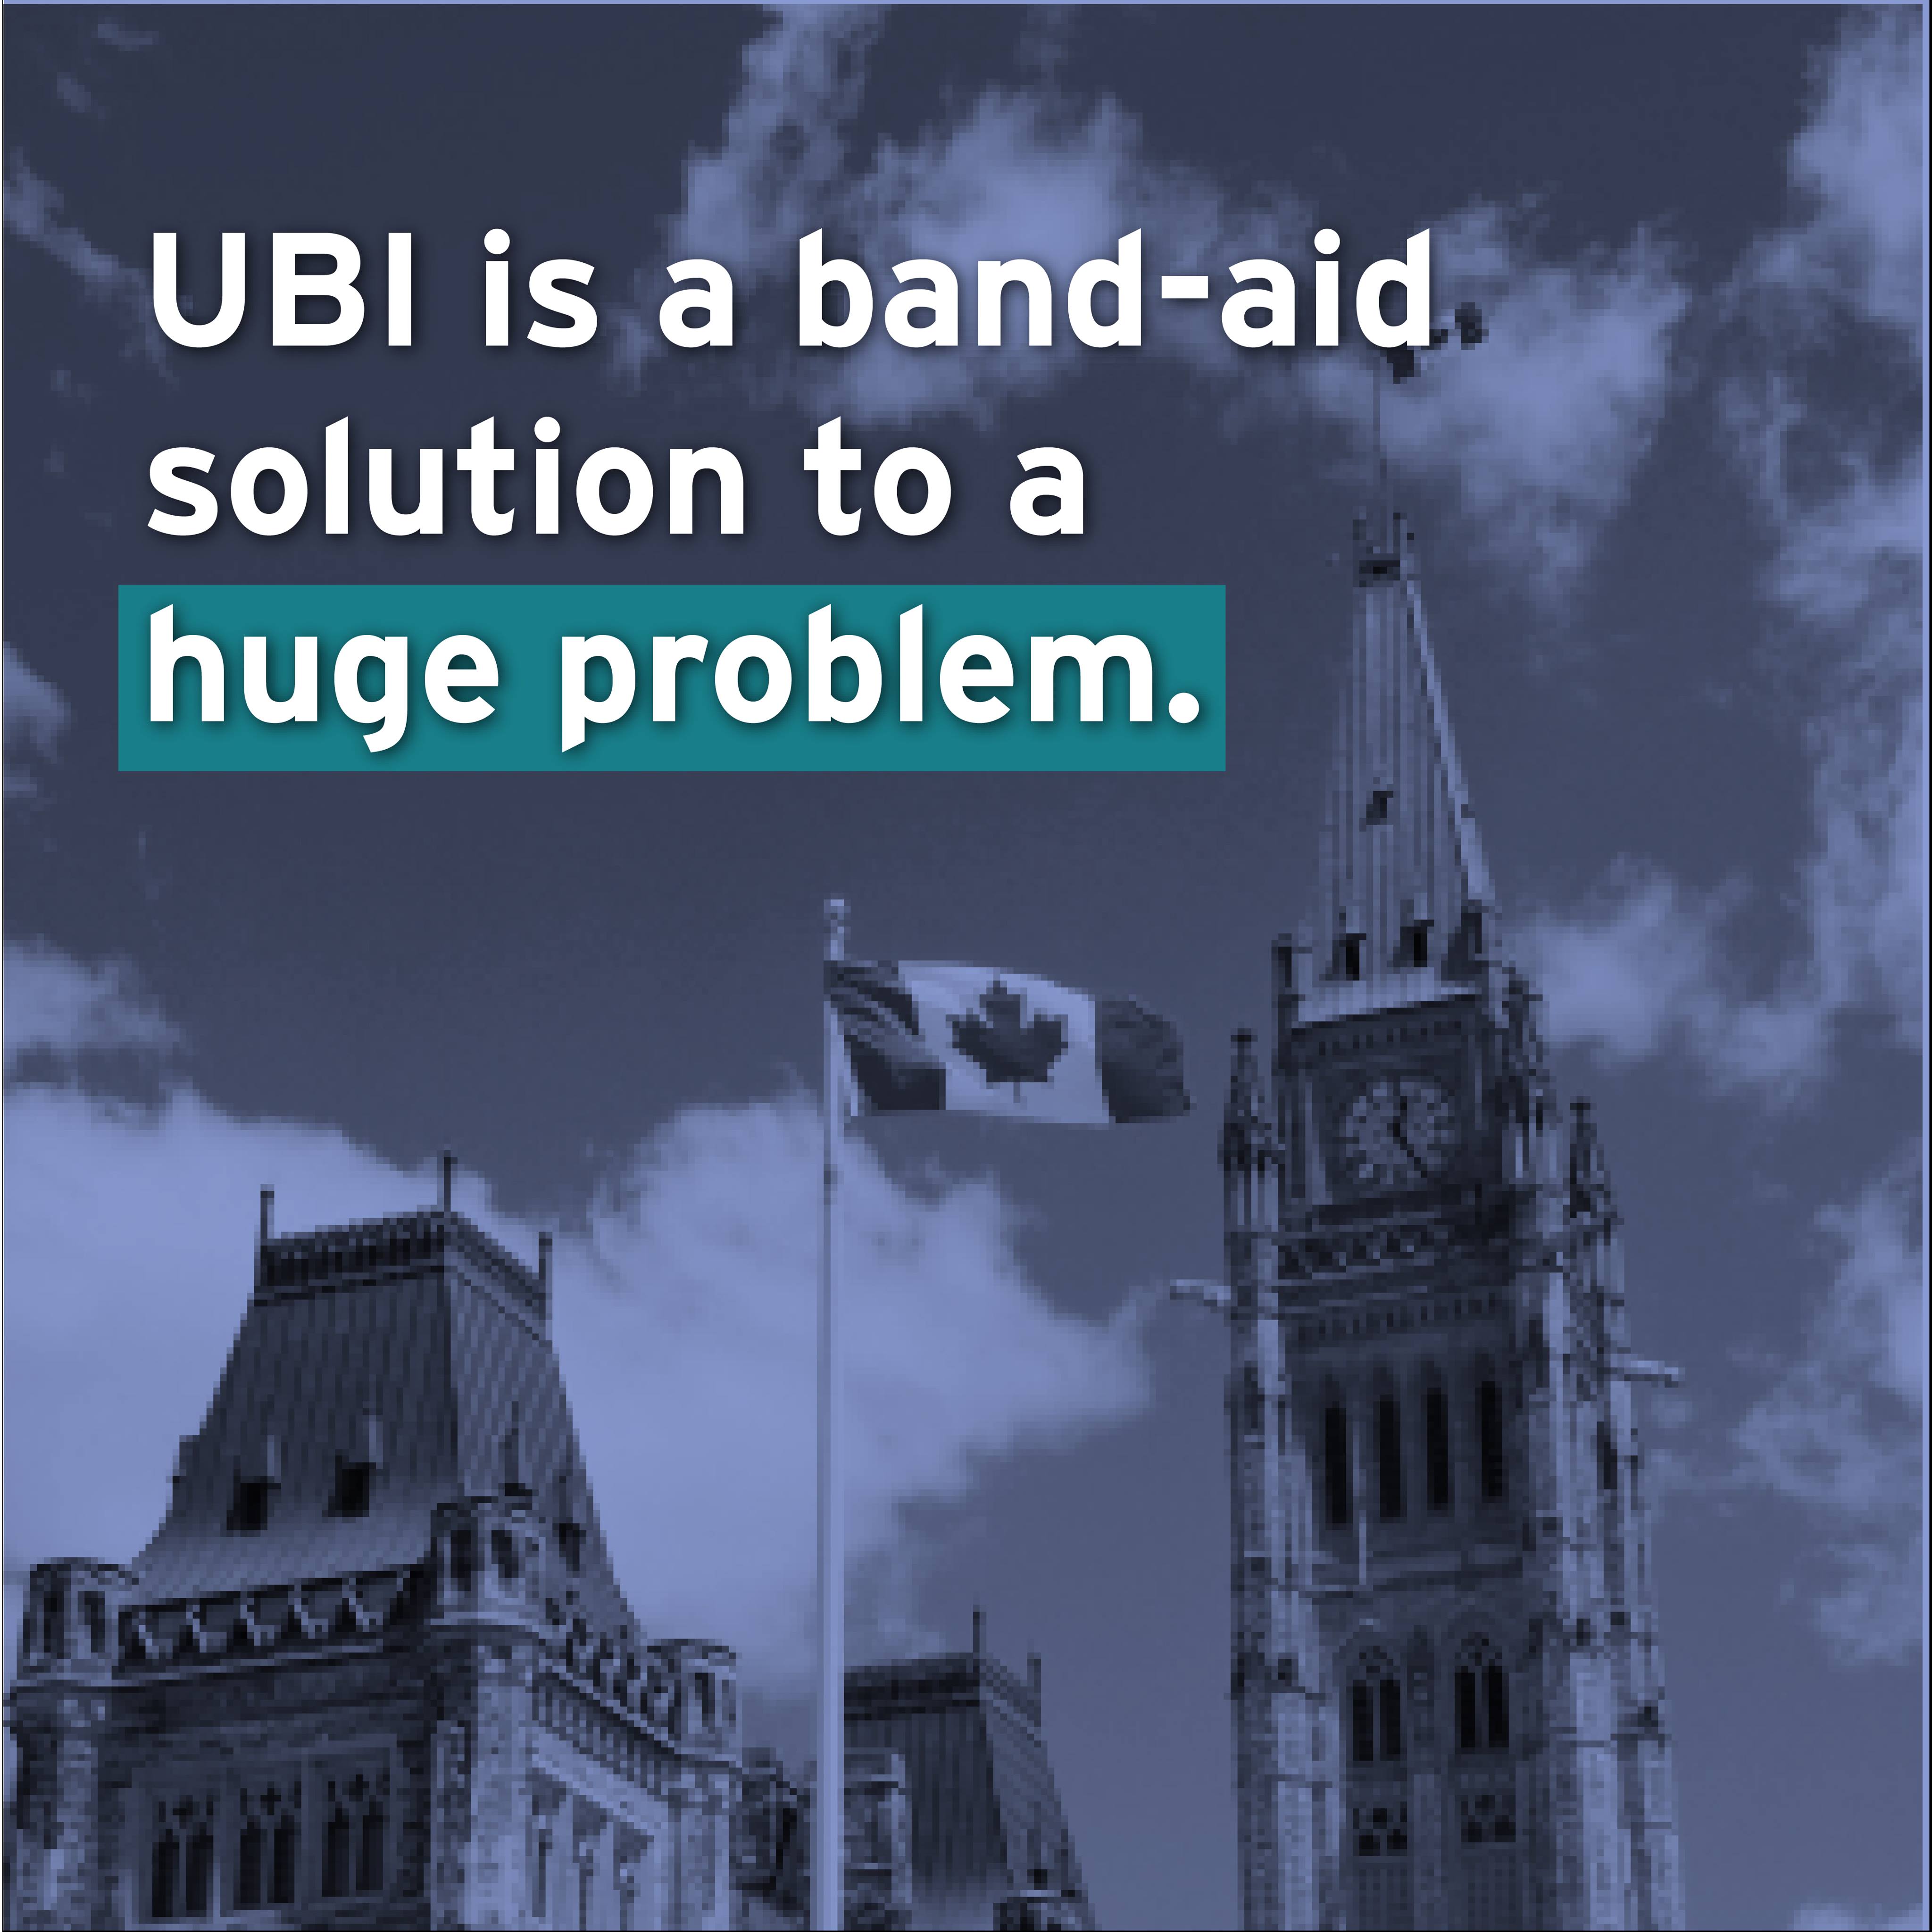 UBI is a band-aid
solution to a
huge problem.